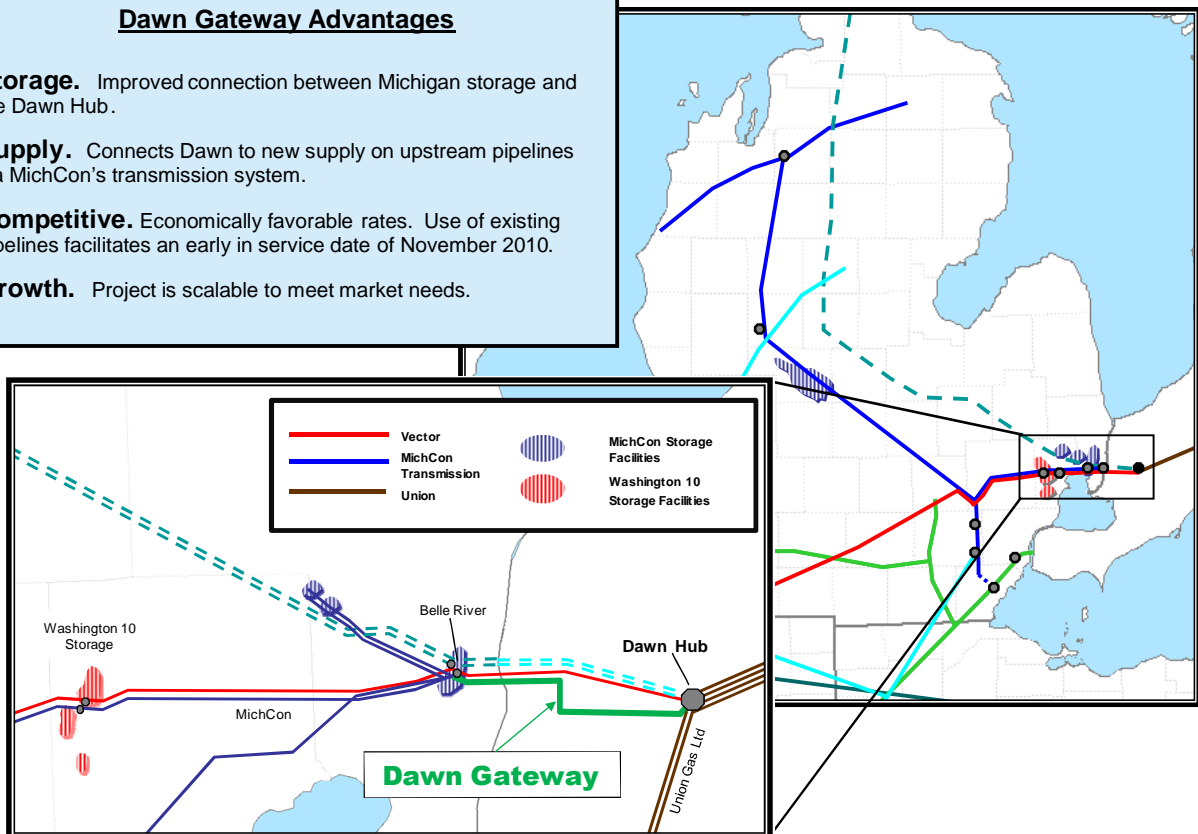 Dawn Gateway Advantages
torage. Improved connection between Michigan storage and
e Dawn Hub.
upply. Connects Dawn to new supply on upstream pipelines
a MichCon's transmission system.
ompetitive. Economically favorable rates. Use of existing
pelines facilitates an early in service date of November 2010.
rowth. Project is scalable to meet market needs.
Vector
MichCon
Transmission
Union
MichCon Storage
Facilities
Washington 10
Storage Facilities
Washington 10
Storage
Belle River
Dawn Hub
MichCon
Dawn Gateway
Union Gas Ltd